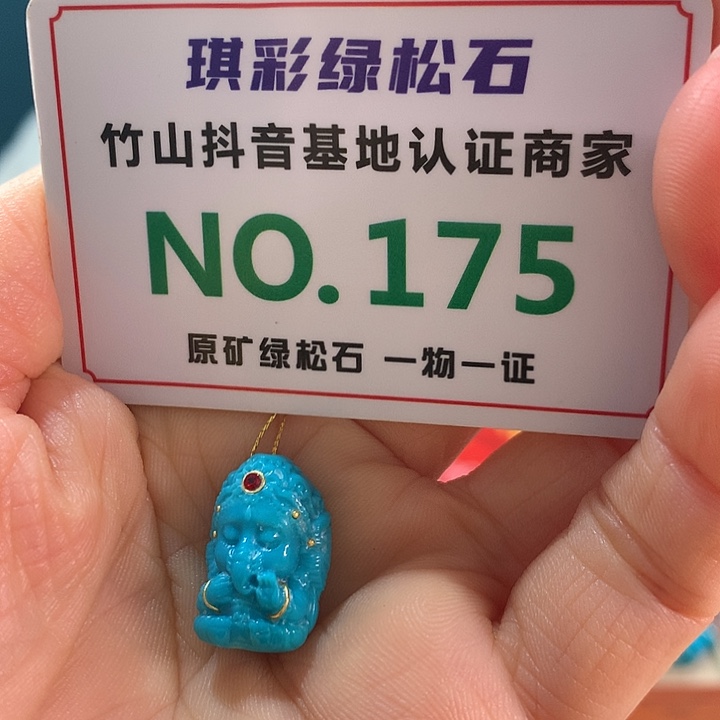 琪彩绿松石
竹山抖音基地认证商家
NO.175
原矿绿松石 一物一证